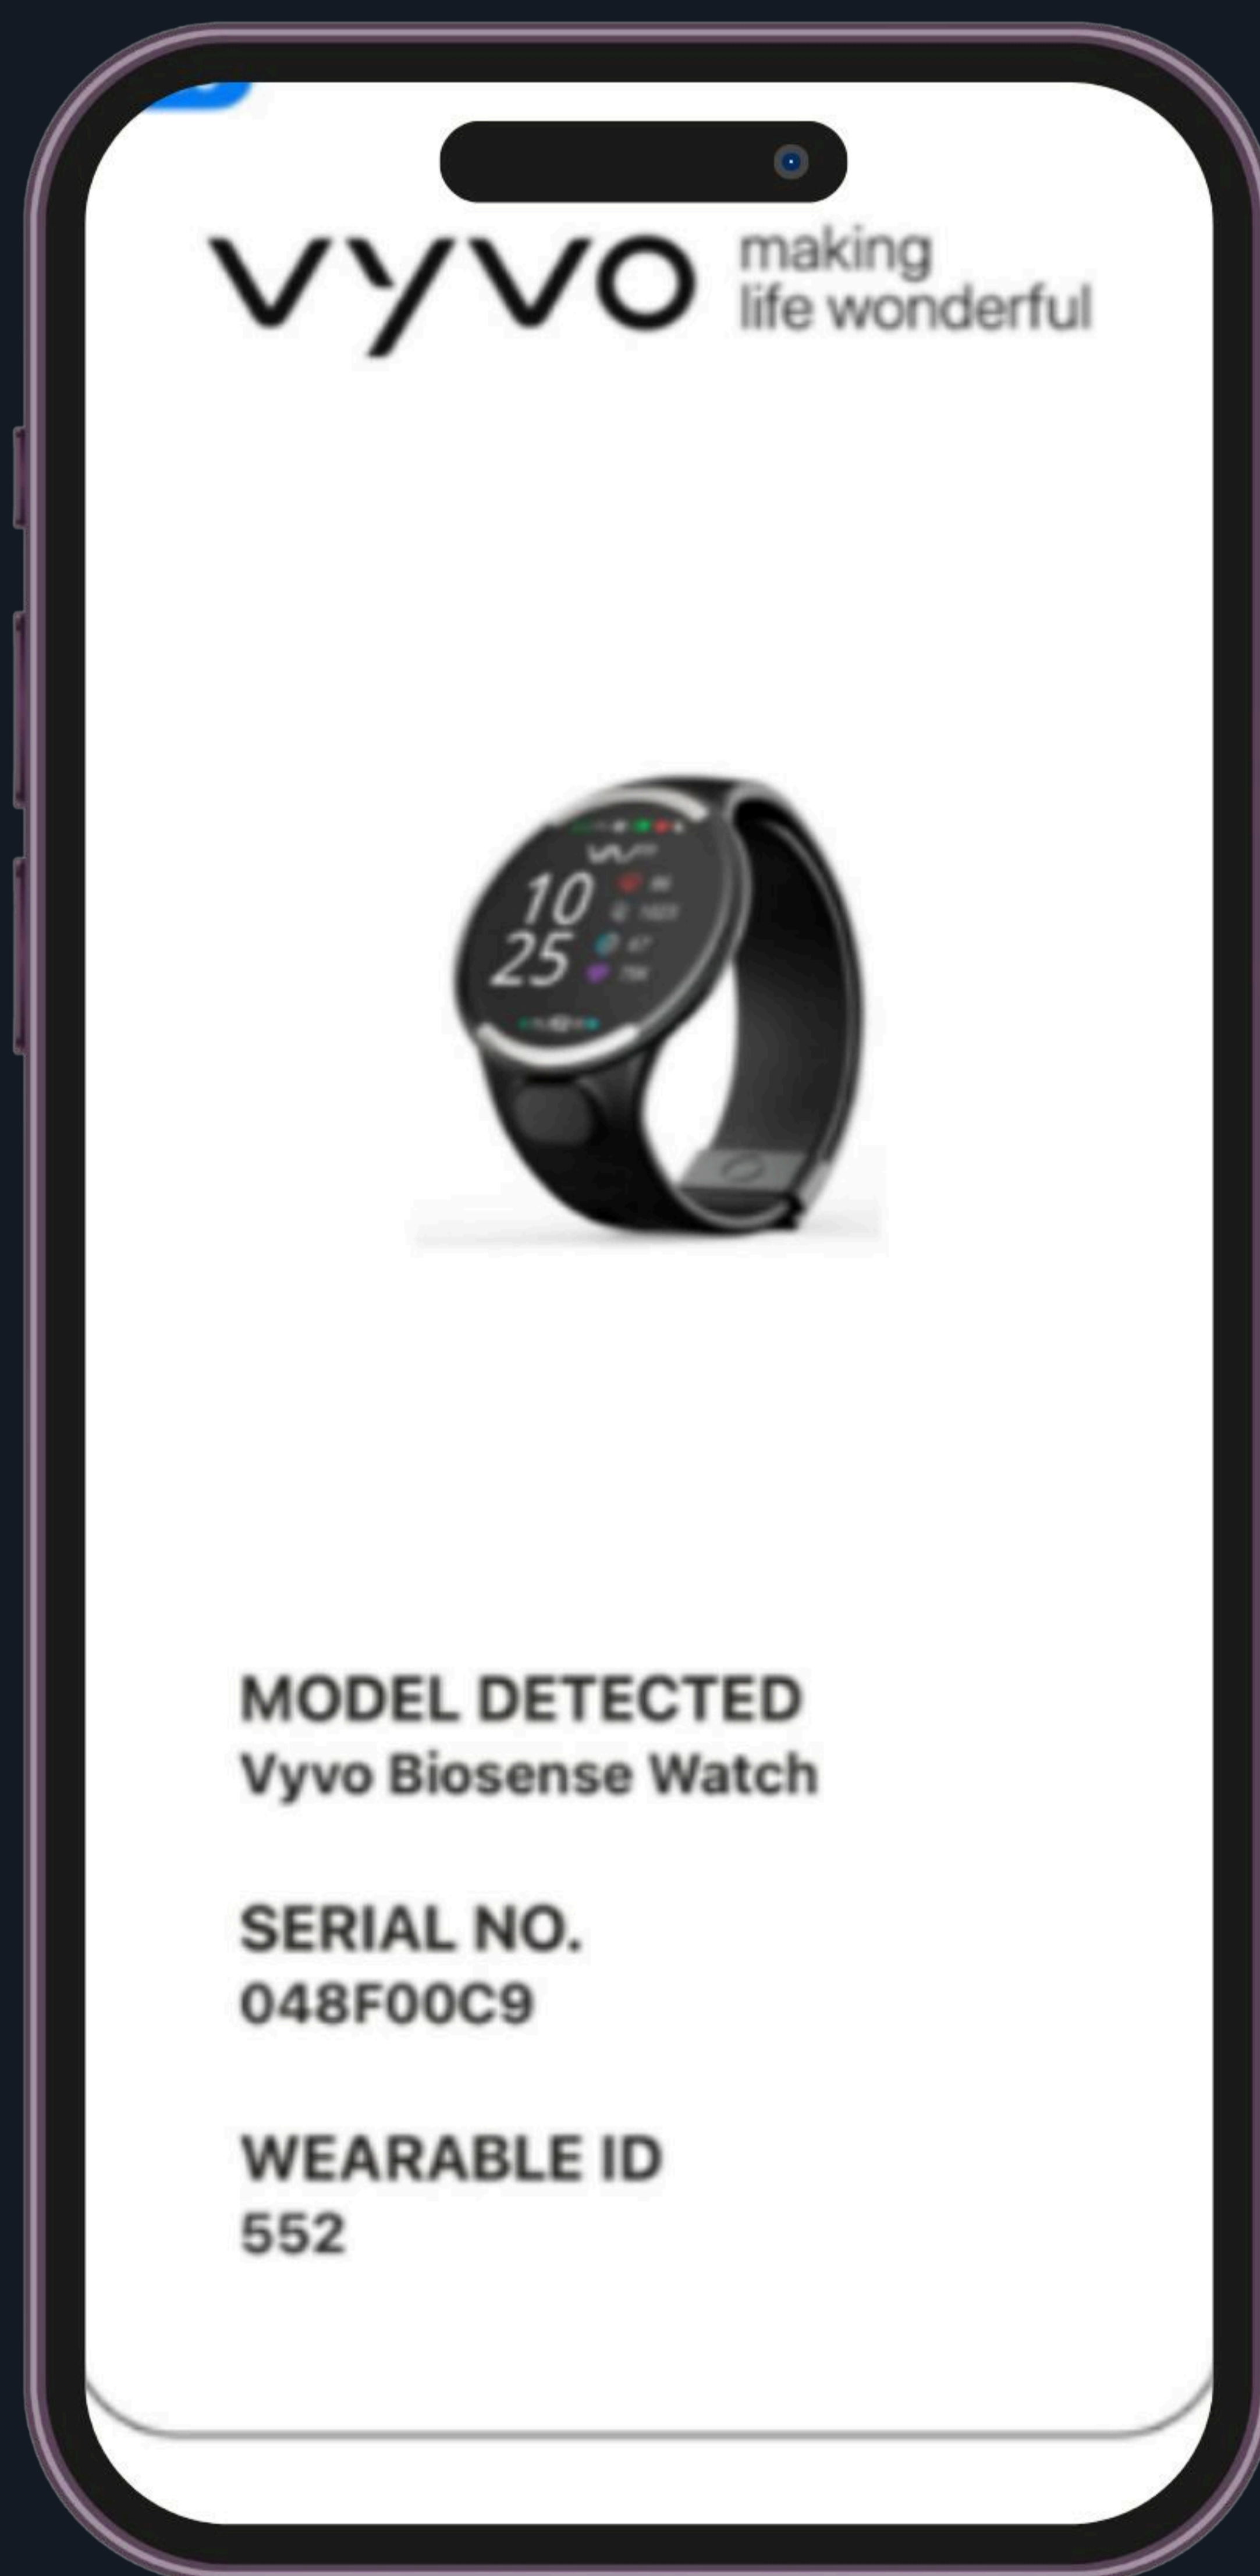 vyvo
making
life wonderful
10
25
MODEL DETECTED
Vyvo Biosense Watch
SERIAL NO.
048F00C9
WEARABLE ID
552